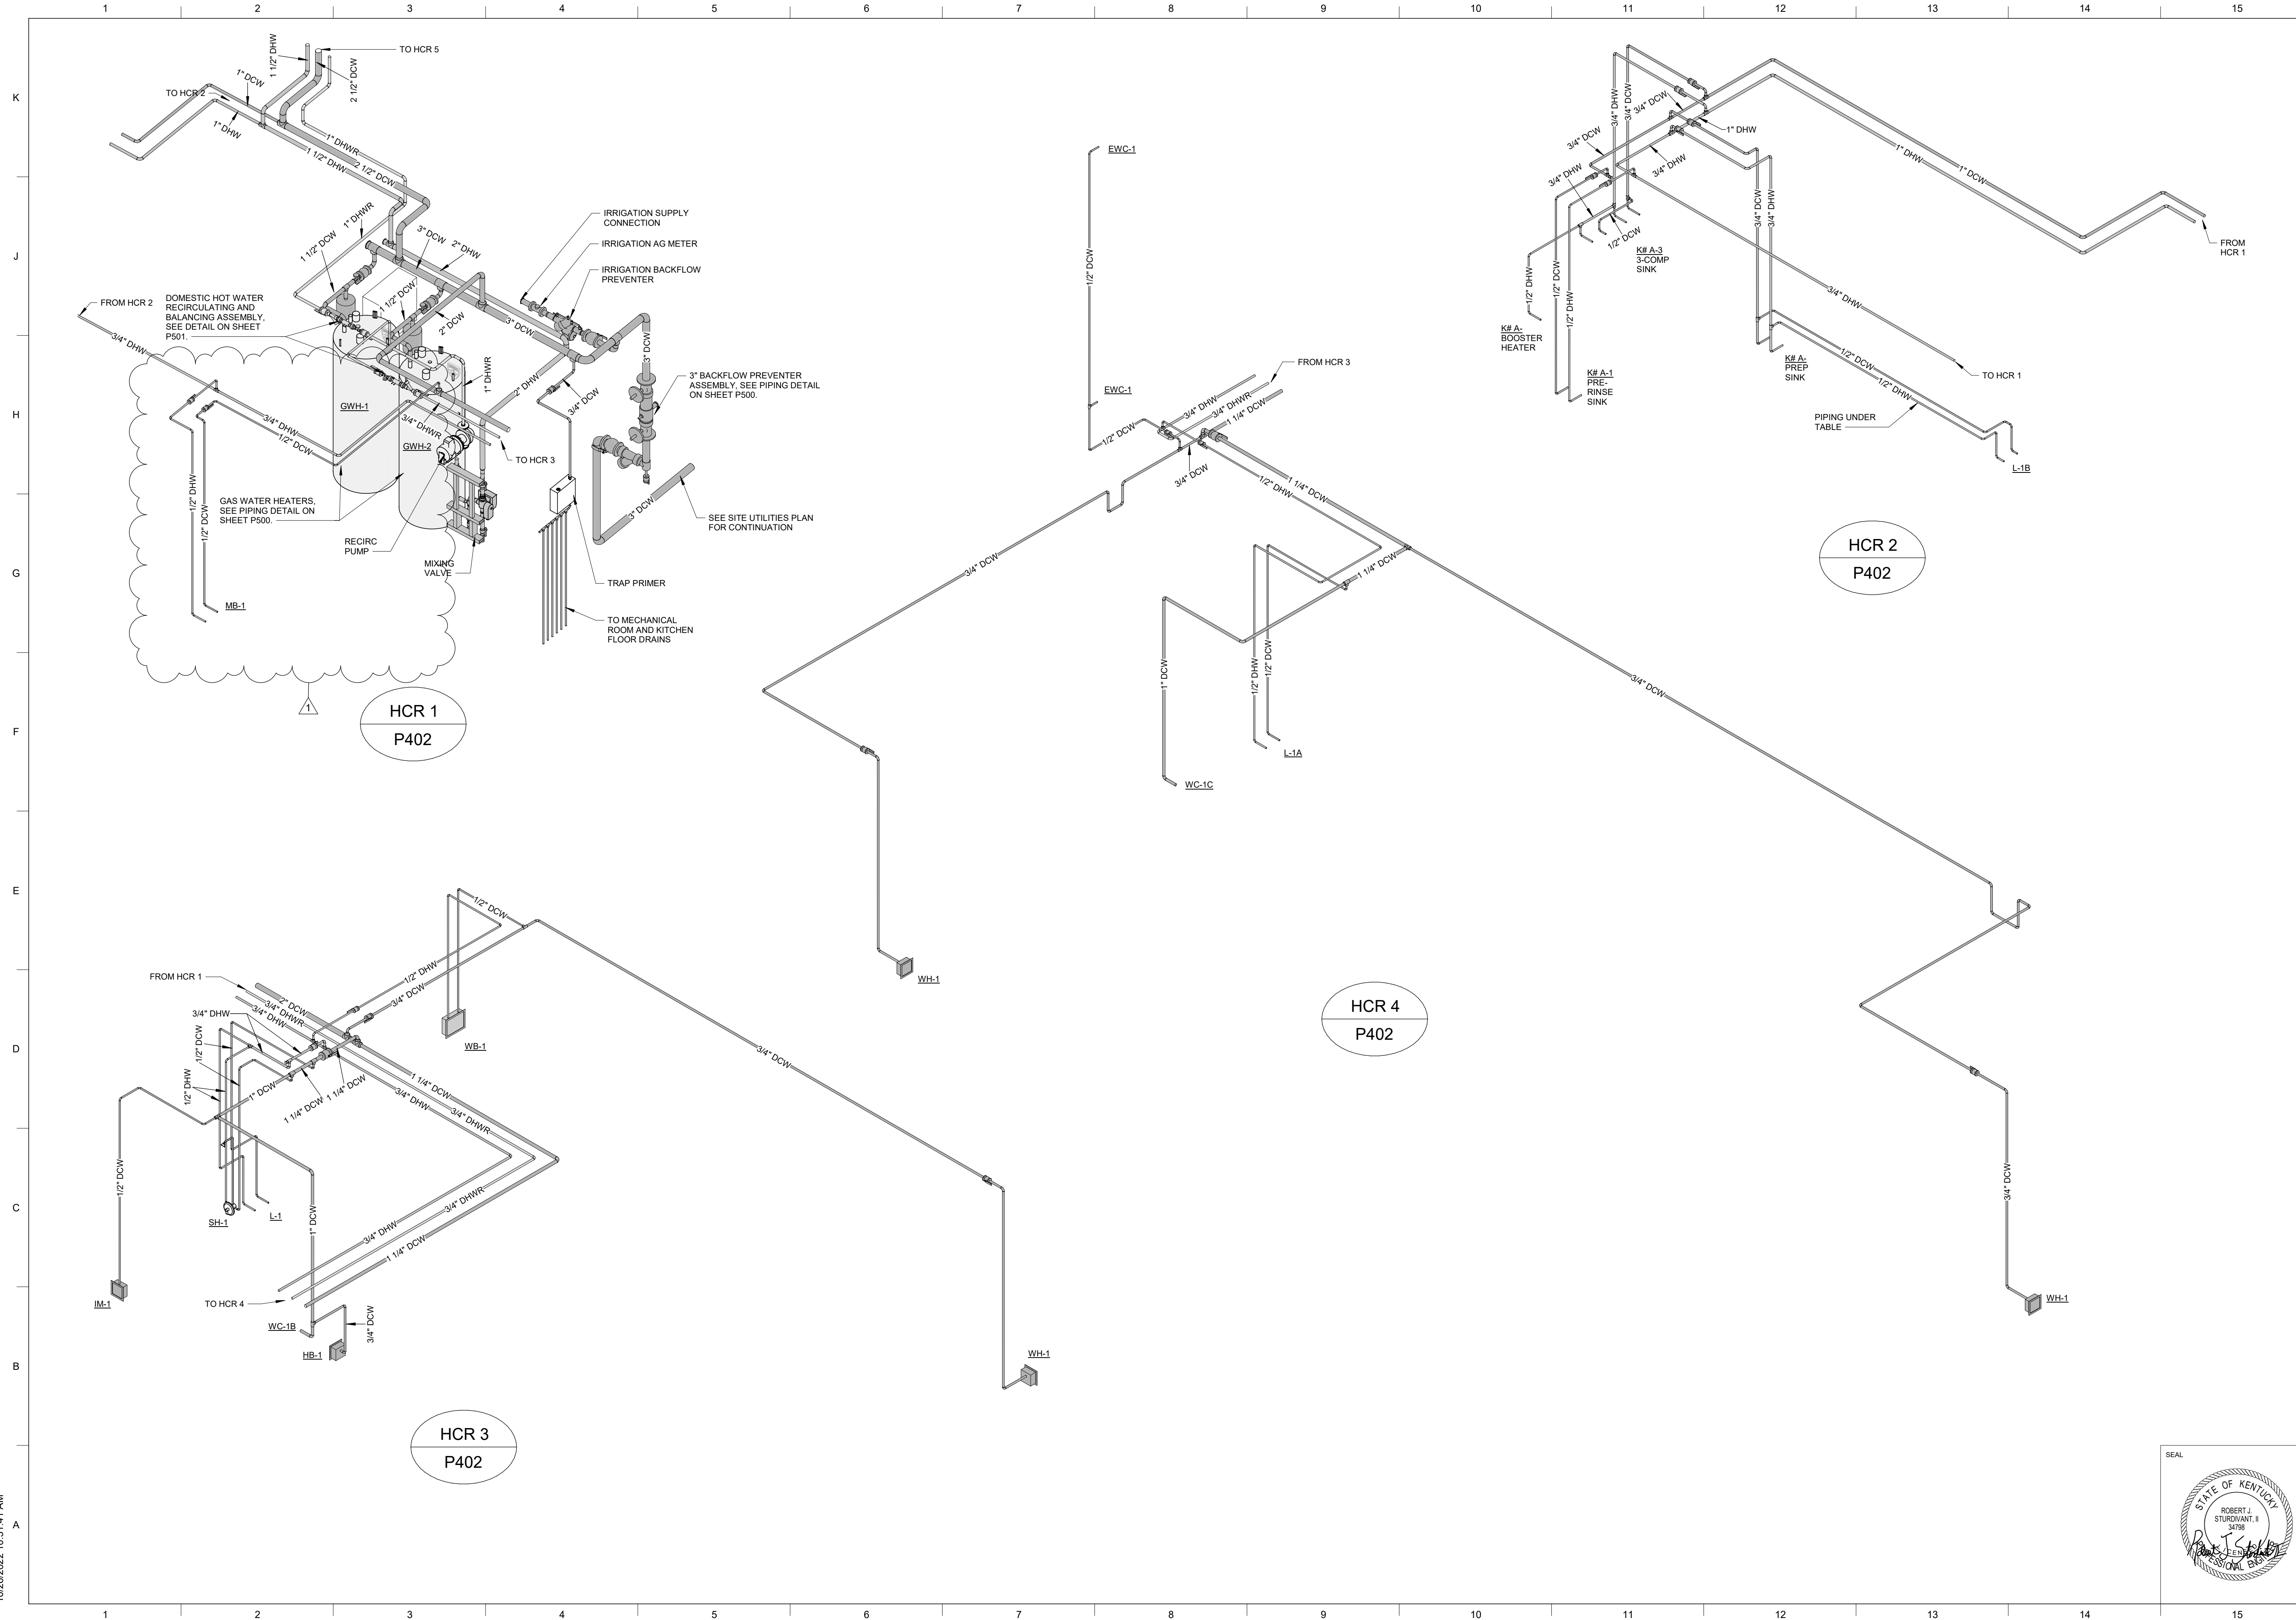 1 2 3 4 5 6 7 8 9 10 11 12 13 14 15
K
J
H
G
F
E
D
C
B
A
1 1/2" DHW
TO HCR 5
2 1/2" DCW
1" DCW
TO HCR 2
1" DHW
1" DHWR
1 1/2" DHW
2 1/2" DCW
1" DHWR
1 1/2" DCW
3" DCW
2" DHW
IRRIGATION SUPPLY
CONNECTION
IRRIGATION AG METER
IRRIGATION BACKFLOW
PREVENTER
FROM HCR 2
DOMESTIC HOT WATER
RECIRCULATING AND
BALANCING ASSEMBLY,
SEE DETAIL ON SHEET
P501.
1 1/2" DCW
2" DCW
3" DCW
3" DCW
3/4" DHW
1" DHWR
2" DHW
3/4" DCW
3" BACKFLOW PREVENTER
ASSEMBLY, SEE PIPING DETAIL
ON SHEET P500.
GWH-1
GWH-2
3/4" DHW
1/2" DCW
3/4" DHWR
TO HCR 3
1/2" DHW
1/2" DCW
GAS WATER HEATERS,
SEE PIPING DETAIL ON
SHEET P500.
RECIRC
PUMP
MIXING
VALVE
3" DCW
SEE SITE UTILITIES PLAN
FOR CONTINUATION
TRAP PRIMER
TO MECHANICAL
ROOM AND KITCHEN
FLOOR DRAINS
MB-1
1
HCR 1
P402
EWC-1
1/2" DCW
EWC-1
1/2" DCW
3/4" DHW
3/4" DHWR
1 1/4" DCW
FROM HCR 3
3/4" DCW
1/2" DHW
1 1/4" DCW
3/4" DCW
1 1/4" DCW
1" DCW
1/2" DHW
1/2" DCW
L-1A
WC-1C
3/4" DCW
WH-1
3/4" DCW
WH-1
HCR 4
P402
3/4" DHW
3/4" DCW
3/4" DCW
1" DHW
3/4" DCW
3/4" DHW
3/4" DHW
1/2" DCW
K# A-3
3-COMP
SINK
1/2" DHW
1/2" DCW
1/2" DHW
K# A-
BOOSTER
HEATER
K# A-1
PRE-
RINSE
SINK
3/4" DCW
3/4" DHW
1" DHW
1" DCW
FROM
HCR 1
3/4" DHW
TO HCR 1
K# A-
PREP
SINK
1/2" DCW
1/2" DHW
PIPING UNDER
TABLE
L-1B
HCR 2
P402
1/2" DCW
1/2" DHW
3/4" DCW
WB-1
FROM HCR 1
2" DCW
3/4" DHWR
3/4" DHW
3/4" DHW
1/2" DCW
1/2" DHW
1" DCW
1 1/4" DCW
1 1/4" DCW
1 1/4" DCW
3/4" DHW
3/4" DHWR
1/2" DCW
SH-1
L-1
1" DCW
3/4" DHW
3/4" DHWR
1 1/4" DCW
IM-1
TO HCR 4
WC-1B
HB-1
3/4" DCW
3/4" DCW
WH-1
HCR 3
P402
SEAL
STATE OF KENTUCKY
ROBERT J.
STURDIVANT, II
34798
PROFESSIONAL ENGINEER
1 2 3 4 5 6 7 8 9 10 11 12 13 14 15